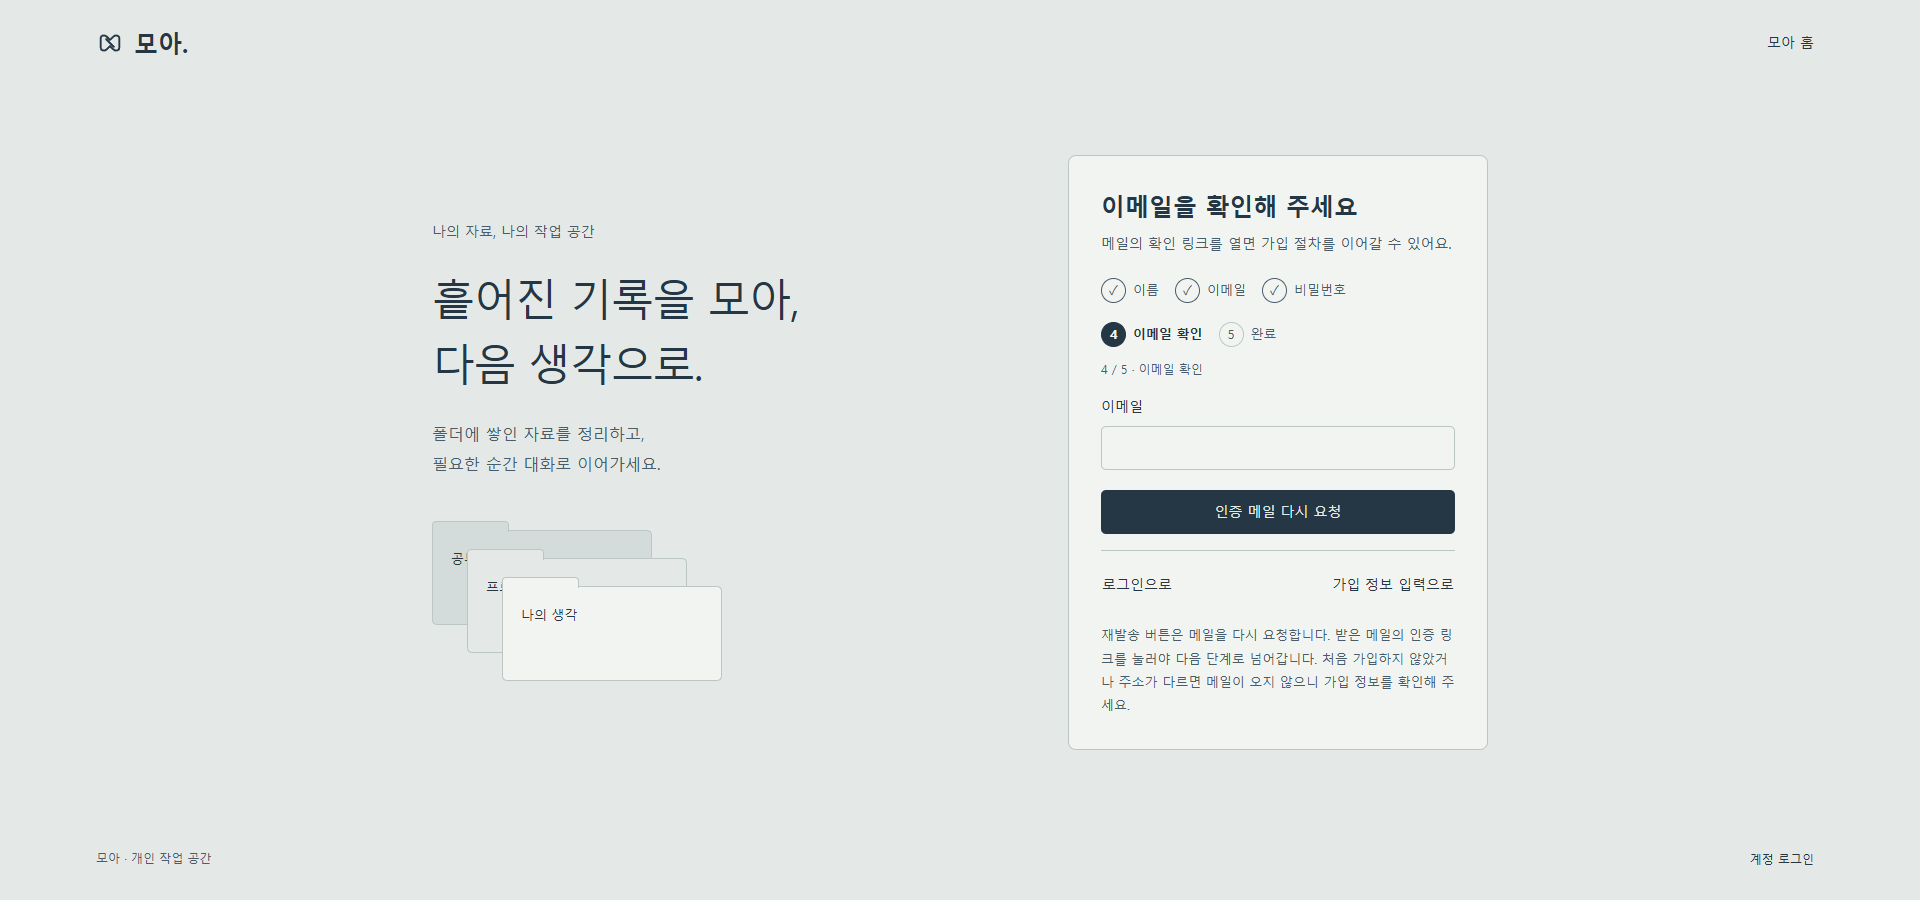 모아.
모아 홈
나의 자료, 나의 작업 공간
흩어진 기록을 모아,
다음 생각으로.
폴더에 쌓인 자료를 정리하고,
필요한 순간 대화로 이어가세요.
나의 생각
이메일을 확인해 주세요
메일의 확인 링크를 열면 가입 절차를 이어갈 수 있어요.
✓ 이름 ✓ 이메일 ✓ 비밀번호
4 이메일 확인 5 완료
4 / 5 · 이메일 확인
이메일
인증 메일 다시 요청
로그인으로 가입 정보 입력으로
재발송 버튼은 메일을 다시 요청합니다. 받은 메일의 인증 링
크를 눌러야 다음 단계로 넘어갑니다. 처음 가입하지 않았거
나 주소가 다르면 메일이 오지 않으니 가입 정보를 확인해 주
세요.
모아 · 개인 작업 공간
계정 로그인